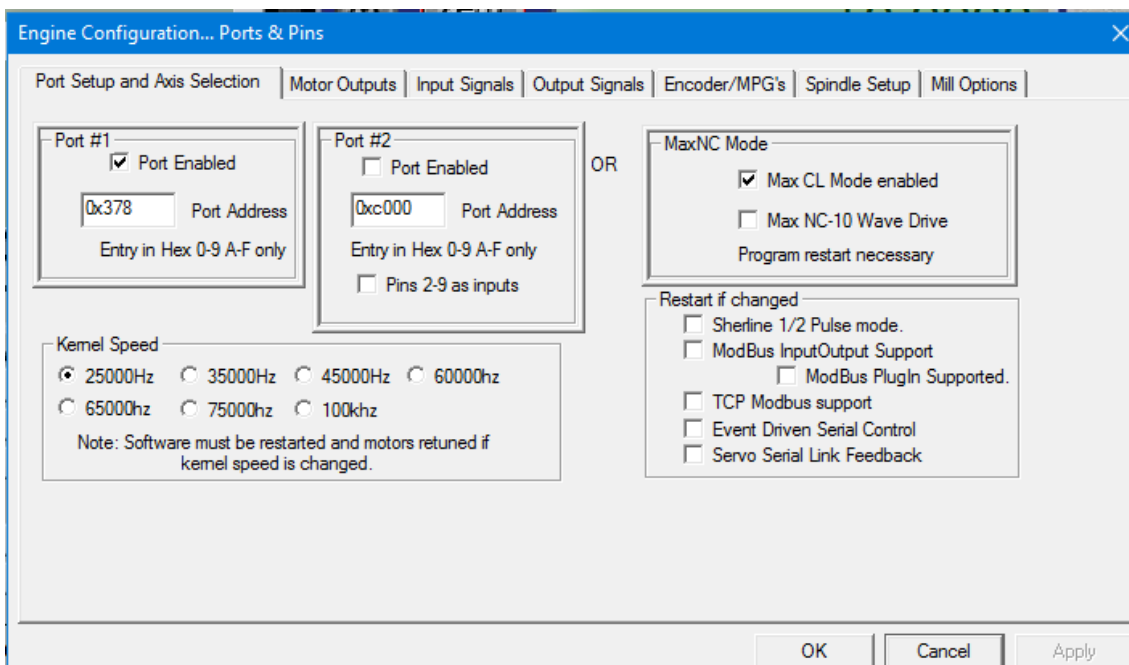 Engine Configuration... Ports & Pins
Port Setup and Axis Selection Motor Outputs Input Signals Output Signals Encoder/MPG's Spindle Setup Mill Options
Port #1
Port Enabled
0x378 Port Address
Entry in Hex 0-9 A-F only
Port #2
Port Enabled
0xc000 Port Address
Entry in Hex 0-9 A-F only
Pins 2-9 as inputs
OR
MaxNC Mode
Max CL Mode enabled
Max NC-10 Wave Drive
Program restart necessary
Restart if changed
Sherline 1/2 Pulse mode.
ModBus InputOutput Support
ModBus PlugIn Supported.
TCP Modbus support
Event Driven Serial Control
Servo Serial Link Feedback
Kernel Speed
25000Hz 35000Hz 45000Hz 60000hz
65000hz 75000hz 100khz
Note: Software must be restarted and motors retuned if
kernel speed is changed.
OK Cancel Apply